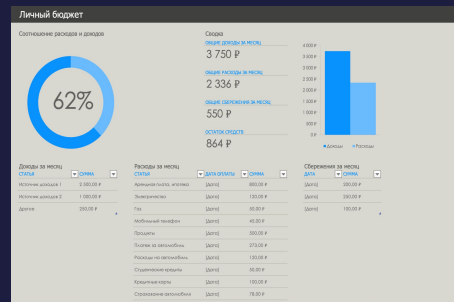 Личный бюджет
Соотношение расходов и доходов
62%
Сводка
ОБЩИЕ ДОХОДЫ ЗА МЕСЯЦ
3 750 ₽
ОБЩИЕ РАСХОДЫ ЗА МЕСЯЦ
2 336 ₽
ОБЩИЕ СБЕРЕЖЕНИЯ ЗА МЕСЯЦ
550 ₽
ОСТАТОК СРЕДСТВ
864 ₽
4 000 ₽
3 500 ₽
3 000 ₽
2 500 ₽
2 000 ₽
1 500 ₽
1 000 ₽
500 ₽
0 ₽
Доходы Расходы
Доходы за месяц
СТАТЬЯ СУММА
Источник доходов 1 2 500,00 ₽
Источник доходов 2 1 000,00 ₽
Другое 250,00 ₽
Расходы за месяц
СТАТЬЯ ДАТА ОПЛАТЫ СУММА
Арендная плата, ипотека [Дата] 800,00 ₽
Электричество [Дата] 120,00 ₽
Газ [Дата] 50,00 ₽
Мобильный телефон [Дата] 45,00 ₽
Продукты [Дата] 500,00 ₽
Платеж за автомобиль [Дата] 273,00 ₽
Расходы на автомобиль [Дата] 120,00 ₽
Студенческие кредиты [Дата] 50,00 ₽
Кредитные карты [Дата] 100,00 ₽
Страхование автомобиля [Дата] 78,00 ₽
Сбережения за месяц
ДАТА СУММА
[Дата] 200,00 ₽
[Дата] 250,00 ₽
[Дата] 100,00 ₽